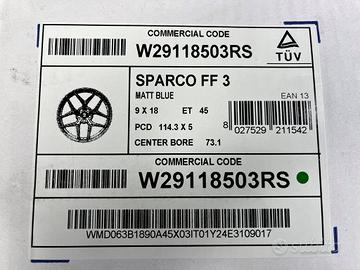 COMMERCIAL CODE
W29118503RS
TÜV
SPARCO FF 3
MATT BLUE
EAN 13
9 X 18 ET 45
PCD 114.3 X 5
8 027529 211542
CENTER BORE 73.1
COMMERCIAL CODE
W29118503RS
WMD063B1890A45X03IT01Y24E3109017
subito